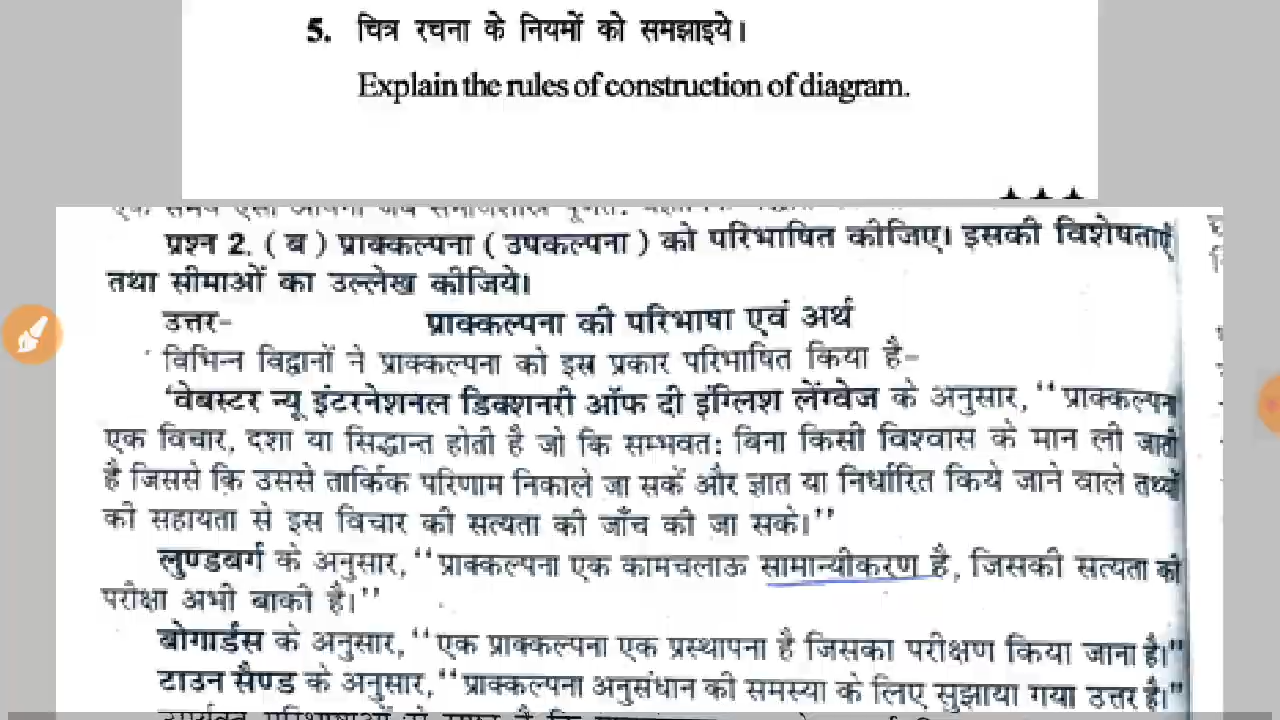 5. चित्र रचना के नियमों को समझाइये।
Explain the rules of construction of diagram.
प्रश्न 2. ( ब ) प्राक्कल्पना ( उपकल्पना ) को परिभाषित कीजिए। इसकी विशेषताएं
तथा सीमाओं का उल्लेख कीजिये।
उत्तर- प्राक्कल्पना की परिभाषा एवं अर्थ
विभिन्न विद्वानों ने प्राक्कल्पना को इस प्रकार परिभाषित किया है-
'वेबस्टर न्यू इंटरनेशनल डिक्शनरी ऑफ दी इंग्लिश लेंग्वेज के अनुसार, "प्राक्कल्पना
एक विचार, दशा या सिद्धान्त होती है जो कि सम्भवत: बिना किसी विश्वास के मान ली जाती
है जिससे कि उससे तार्किक परिणाम निकाले जा सकें और ज्ञात या निर्धारित किये जाने वाले तथ्यों
की सहायता से इस विचार की सत्यता की जाँच की जा सके।"
लुण्डबर्ग के अनुसार, "प्राक्कल्पना एक कामचलाऊ सामान्यीकरण है, जिसकी सत्यता की
परीक्षा अभी बाकी है।"
बोगार्डस के अनुसार, "एक प्राक्कल्पना एक प्रस्थापना है जिसका परीक्षण किया जाना है।"
टाउन सैण्ड के अनुसार, "प्राक्कल्पना अनुसंधान की समस्या के लिए सुझाया गया उत्तर है।"